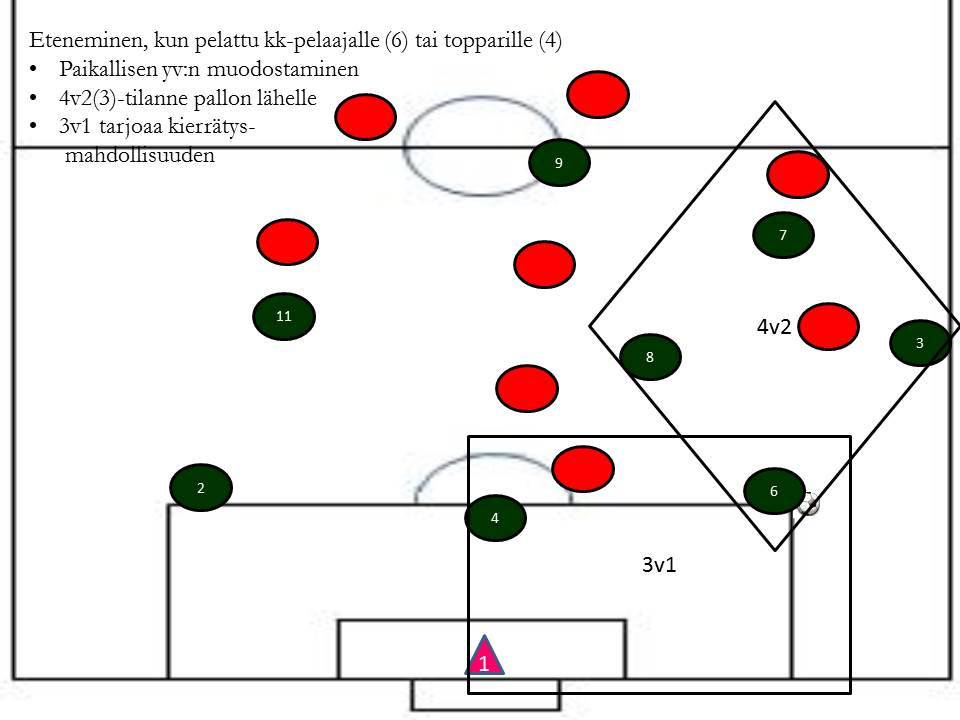 Eteneminen, kun pelattu kk-pelaajalle (6) tai topparille (4)
• Paikallisen yv:n muodostaminen
• 4v2(3)-tilanne pallon lähelle
• 3v1 tarjoaa kierrätys-
mahdollisuuden
9
7
11
4v2
8
3
2
6
4
3v1
1